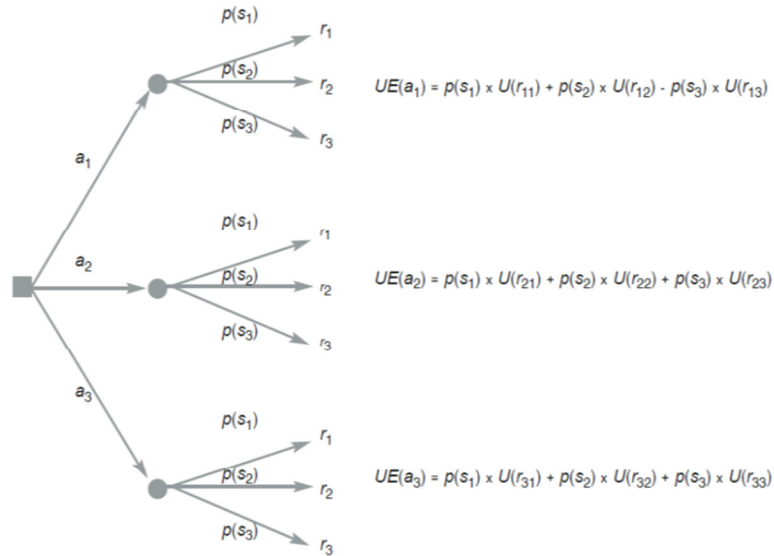 p(s₁)
r₁
p(s₂)
r₂
UE(a₁) = p(s₁) x U(r₁₁) + p(s₂) x U(r₁₂) - p(s₃) x U(r₁₃)
p(s₃)
r₃
a₁
p(s₁)
r₁
a₂
p(s₂)
r₂
UE(a₂) = p(s₁) x U(r₂₁) + p(s₂) x U(r₂₂) + p(s₃) x U(r₂₃)
p(s₃)
r₃
a₃
p(s₁)
r₁
p(s₂)
r₂
UE(a₃) = p(s₁) x U(r₃₁) + p(s₂) x U(r₃₂) + p(s₃) x U(r₃₃)
p(s₃)
r₃